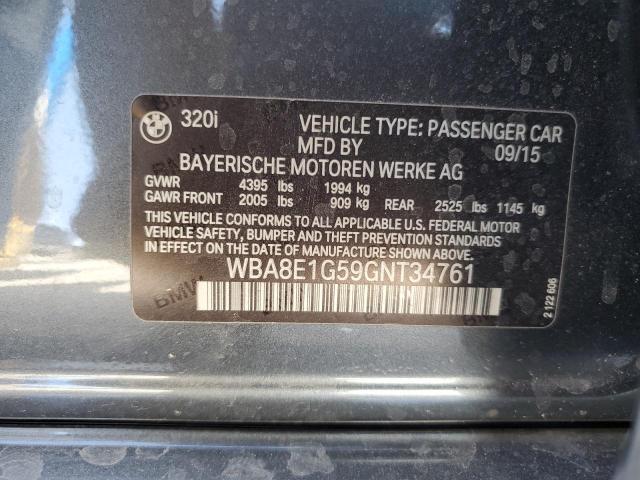 320i VEHICLE TYPE: PASSENGER CAR
MFD BY 09/15
BAYERISCHE MOTOREN WERKE AG
GVWR 4395 lbs 1994 kg
GAWR FRONT 2005 lbs 909 kg REAR 2525 lbs 1145 kg
THIS VEHICLE CONFORMS TO ALL APPLICABLE U.S. FEDERAL MOTOR
VEHICLE SAFETY, BUMPER AND THEFT PREVENTION STANDARDS IN
EFFECT ON THE DATE OF MANUFACTURE SHOWN ABOVE.
WBA8E1G59GNT34761
2 122 606